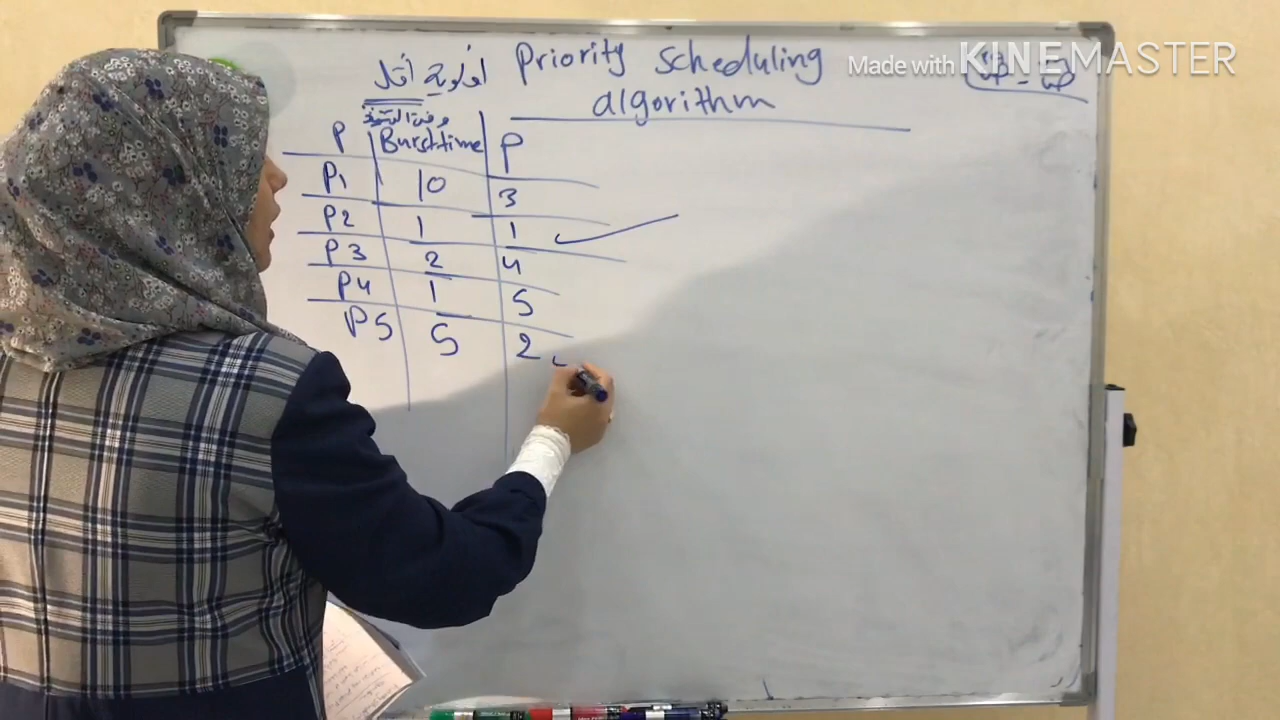 Priority scheduling أولوية أقل
algorithm
Made with KINEMASTER
وقت التنفيذ
P Burst time P
P1 10 3
P2 1 1
P3 2 4
P4 1 5
P5 5 2